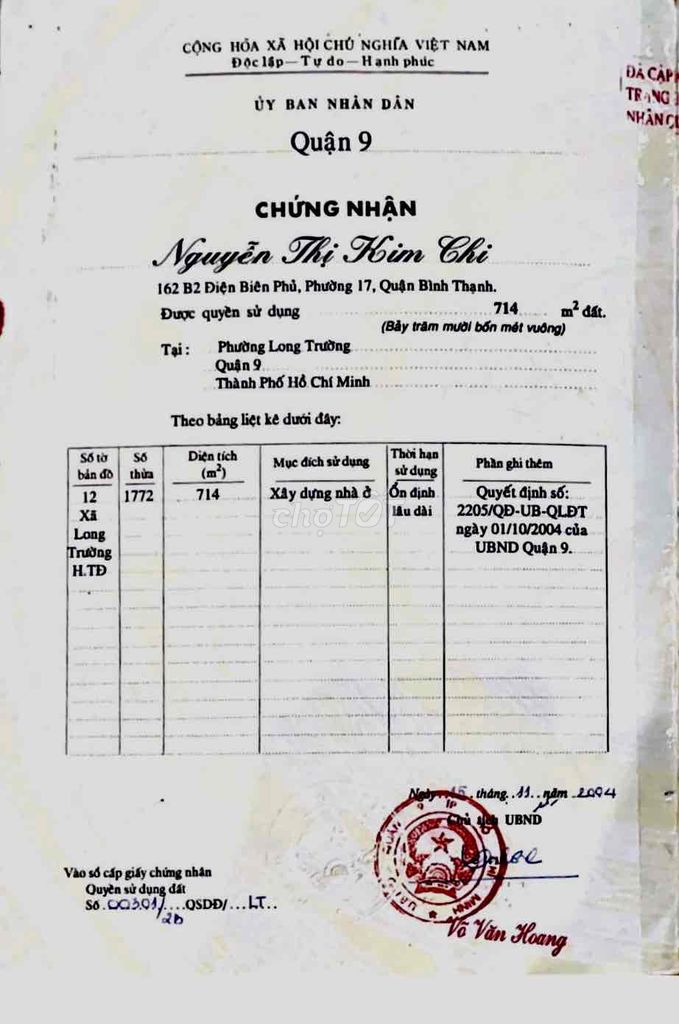 CỘNG HÒA XÃ HỘI CHỦ NGHĨA VIỆT NAM
Độc lập — Tự do — Hạnh phúc
ĐÃ CẤP
TRANG
NHÂN
ỦY BAN NHÂN DÂN
Quận 9
CHỨNG NHẬN
Nguyễn Thị Kim Chi
162 B2 Điện Biên Phủ, Phường 17, Quận Bình Thạnh.
Được quyền sử dụng 714 m² đất.
(Bảy trăm mười bốn mét vuông)
Tại : Phường Long Trường
Quận 9
Thành Phố Hồ Chí Minh
Theo bảng liệt kê dưới đây:
Số tờ bản đồ Số thửa Diện tích (m²) Mục đích sử dụng Thời hạn sử dụng Phần ghi thêm
12 1772 714 Xây dựng nhà ở Ổn định Quyết định số:
Xã lâu dài 2205/QĐ-UB-QLĐT
Long ngày 01/10/2004 của
Trường UBND Quận 9.
H.TĐ
chợTỐT
Ngày 15 tháng 11 năm 2004
Chủ tịch UBND
Vào sổ cấp giấy chứng nhân
Quyền sử dụng đất
Số 00301/ QSDĐ/ LT
2B
Võ Văn Hoang